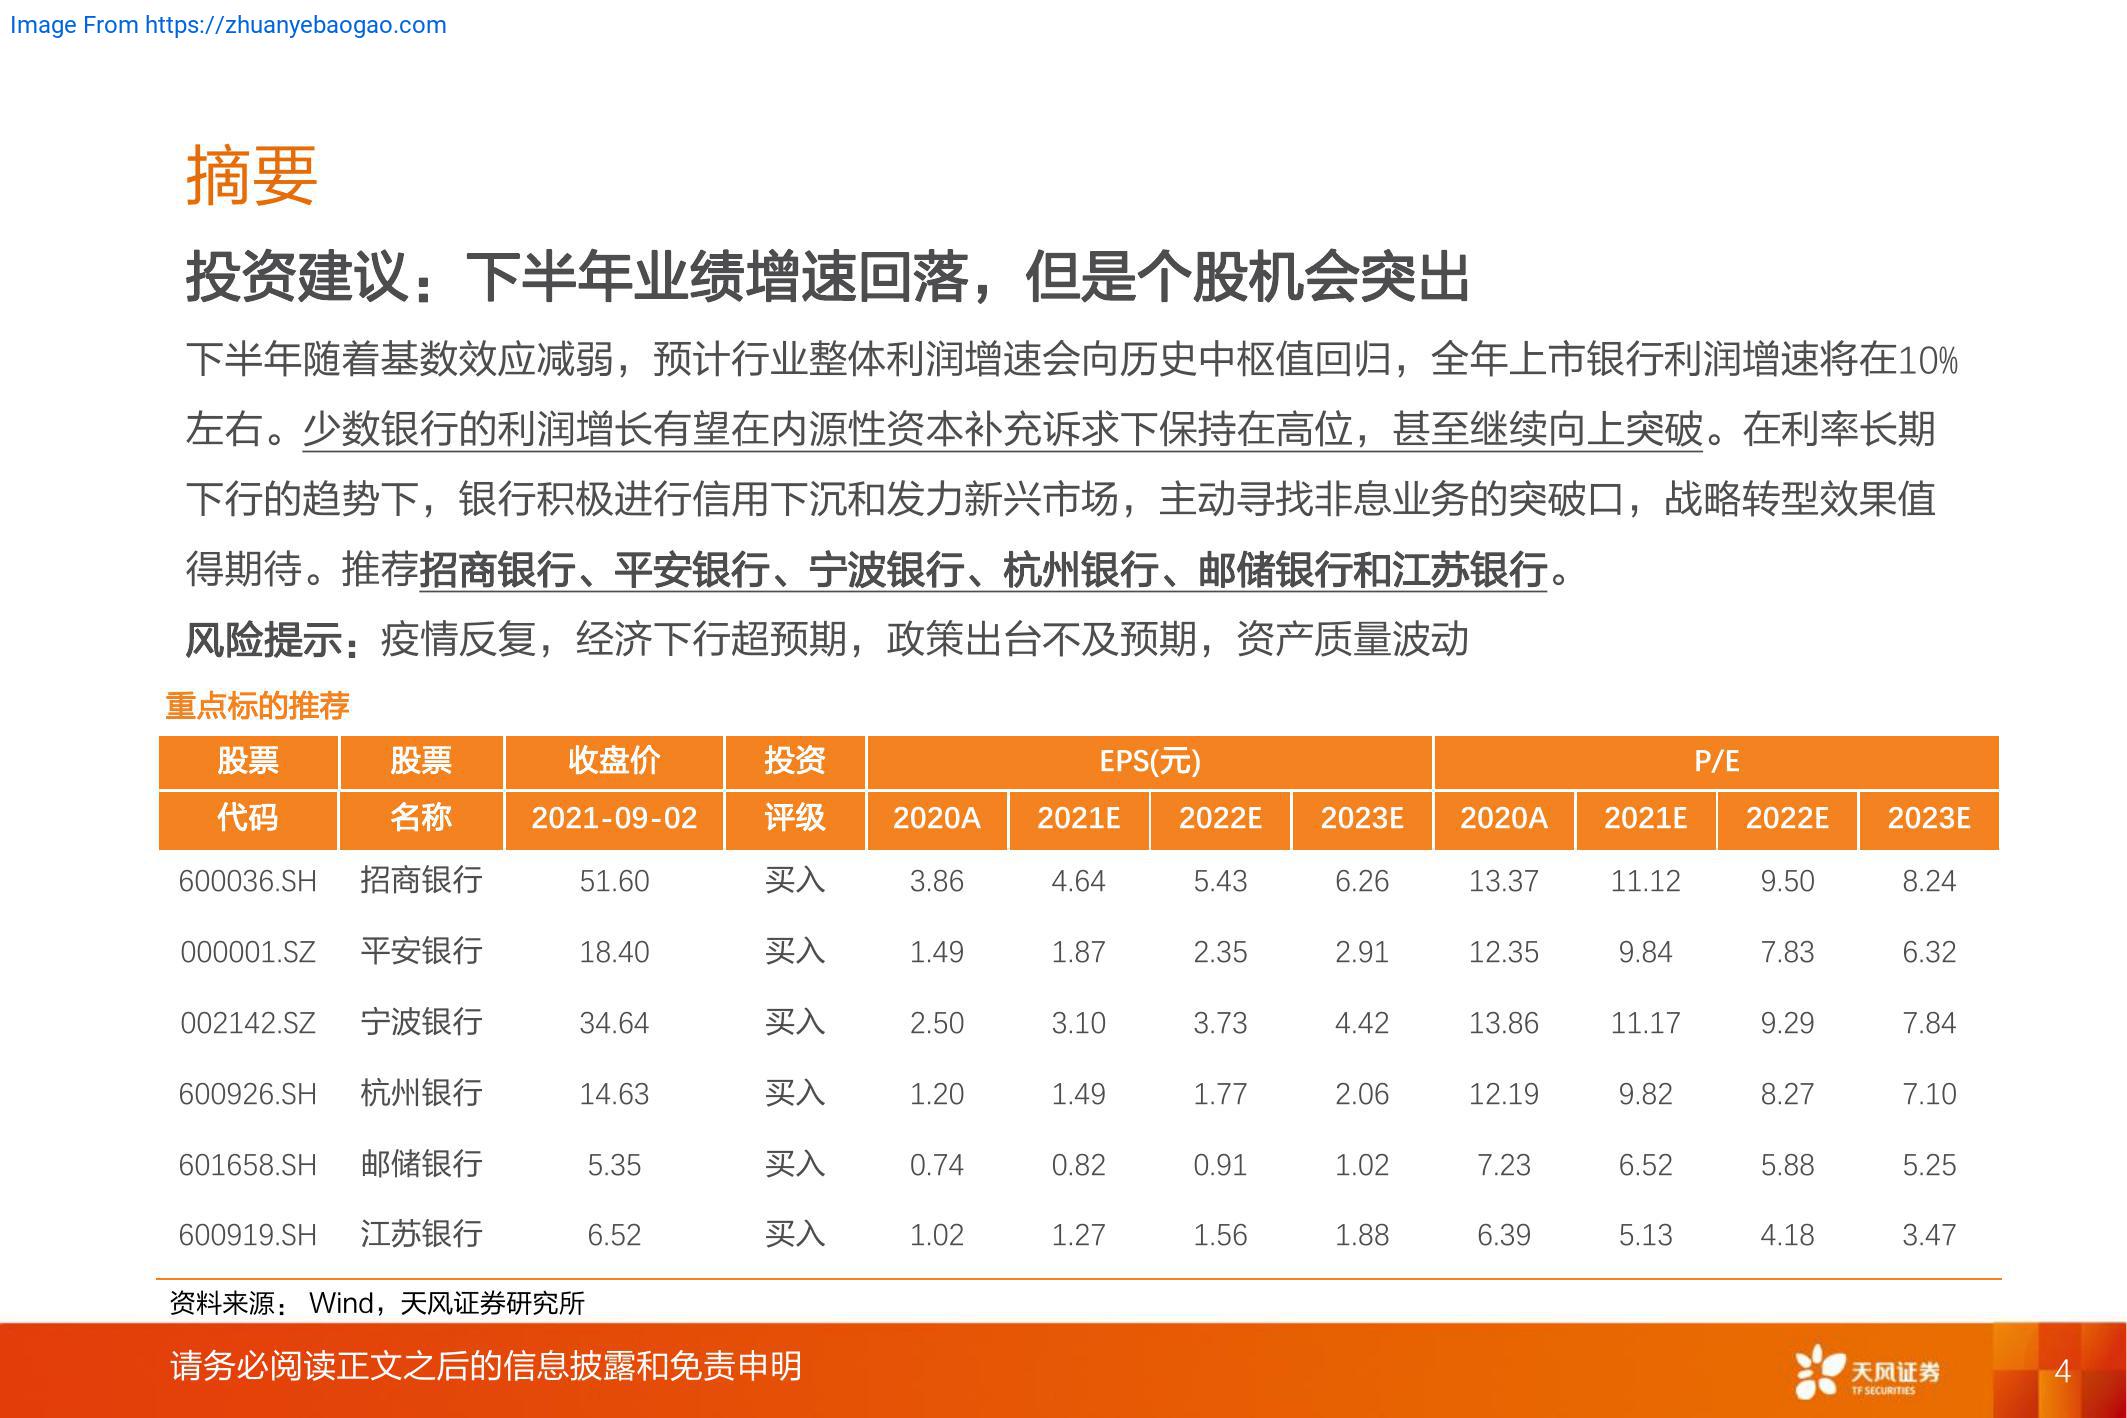 Image From https://zhuanyebaogao.com
摘要
投资建议：下半年业绩增速回落，但是个股机会突出
下半年随着基数效应减弱，预计行业整体利润增速会向历史中枢值回归，全年上市银行利润增速将在10%
左右。少数银行的利润增长有望在内源性资本补充诉求下保持在高位，甚至继续向上突破。在利率长期
下行的趋势下，银行积极进行信用下沉和发力新兴市场，主动寻找非息业务的突破口，战略转型效果值
得期待。推荐招商银行、平安银行、宁波银行、杭州银行、邮储银行和江苏银行。
风险提示：疫情反复，经济下行超预期，政策出台不及预期，资产质量波动
重点标的推荐
股票 股票 收盘价 投资 EPS(元) P/E
代码 名称 2021-09-02 评级 2020A 2021E 2022E 2023E 2020A 2021E 2022E 2023E
600036.SH 招商银行 51.60 买入 3.86 4.64 5.43 6.26 13.37 11.12 9.50 8.24
000001.SZ 平安银行 18.40 买入 1.49 1.87 2.35 2.91 12.35 9.84 7.83 6.32
002142.SZ 宁波银行 34.64 买入 2.50 3.10 3.73 4.42 13.86 11.17 9.29 7.84
600926.SH 杭州银行 14.63 买入 1.20 1.49 1.77 2.06 12.19 9.82 8.27 7.10
601658.SH 邮储银行 5.35 买入 0.74 0.82 0.91 1.02 7.23 6.52 5.88 5.25
600919.SH 江苏银行 6.52 买入 1.02 1.27 1.56 1.88 6.39 5.13 4.18 3.47
资料来源： Wind，天风证券研究所
请务必阅读正文之后的信息披露和免责申明
天风证券
TF SECURITIES
4